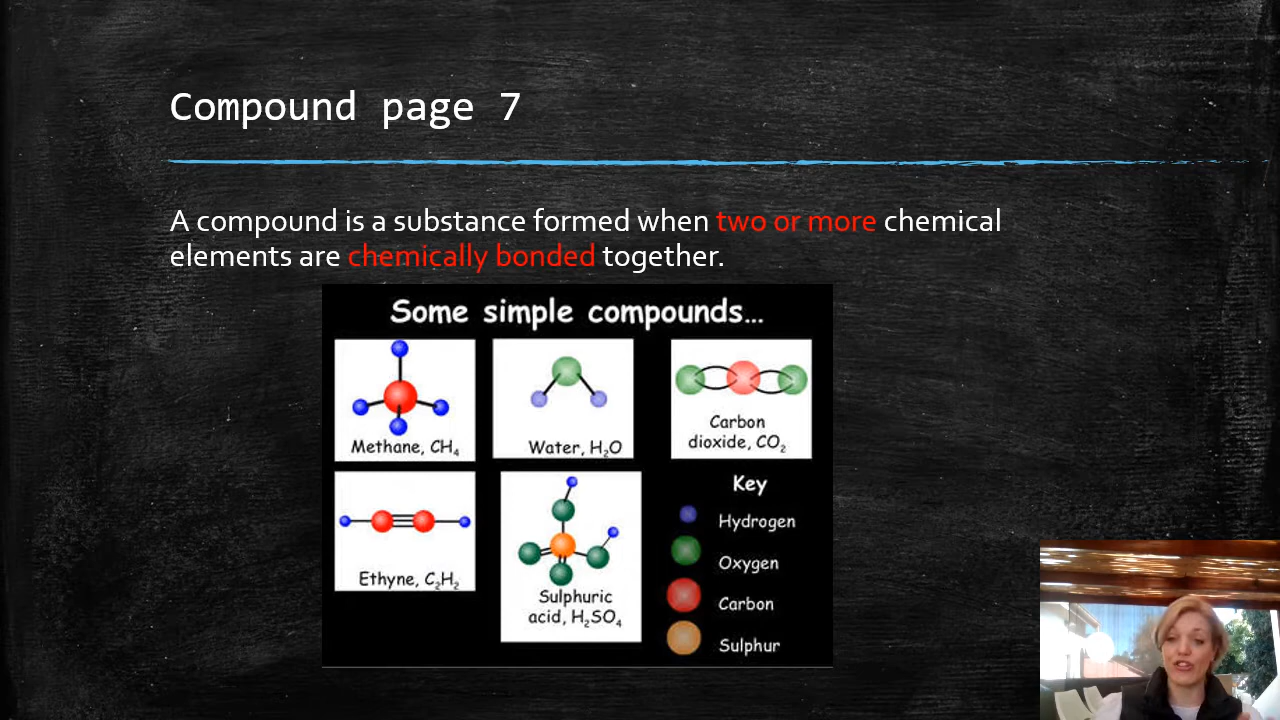 Compound page 7
A compound is a substance formed when two or more chemical
elements are chemically bonded together.
Some simple compounds...
Methane, CH₄
Water, H₂O
Carbon
dioxide, CO₂
Ethyne, C₂H₂
Sulphuric
acid, H₂SO₄
Key
Hydrogen
Oxygen
Carbon
Sulphur